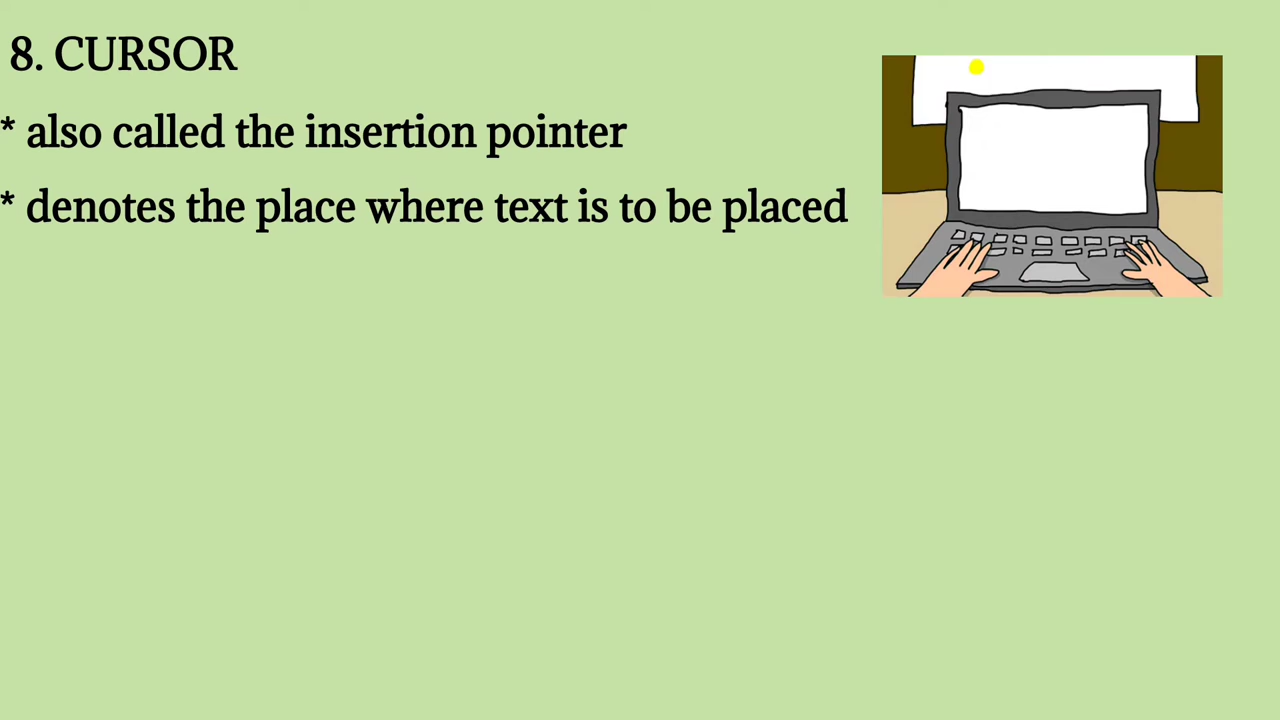 8. CURSOR
* also called the insertion pointer
* denotes the place where text is to be placed